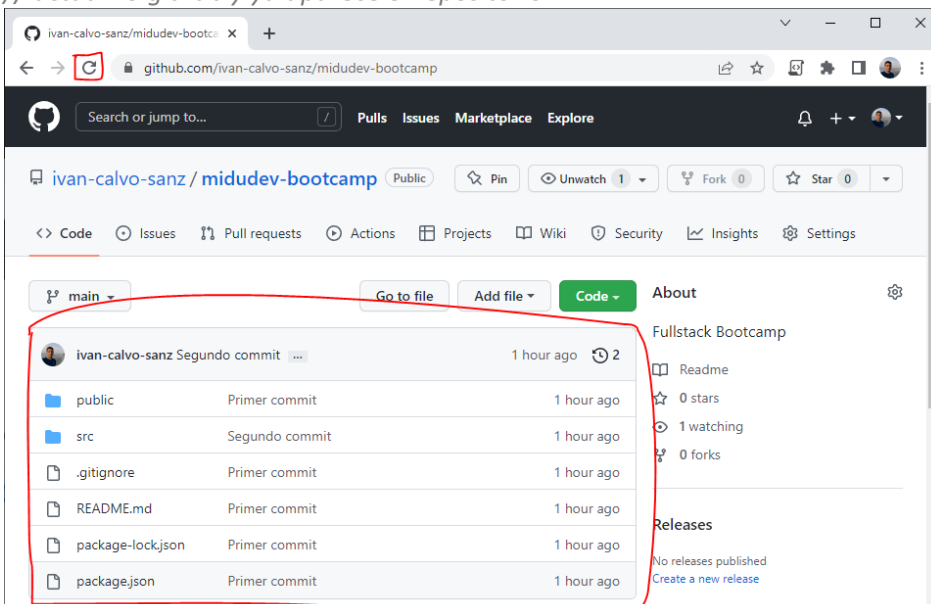 ivan-calvo-sanz/midudev-bootca
github.com/ivan-calvo-sanz/midudev-bootcamp
Search or jump to... / Pulls Issues Marketplace Explore
ivan-calvo-sanz / midudev-bootcamp Public Pin Unwatch 1 Fork 0 Star 0
<> Code Issues Pull requests Actions Projects Wiki Security Insights Settings
main Go to file Add file Code About
Fullstack Bootcamp
ivan-calvo-sanz Segundo commit ... 1 hour ago 2
Readme
public Primer commit 1 hour ago
0 stars
src Segundo commit 1 hour ago
1 watching
0 forks
.gitignore Primer commit 1 hour ago
README.md Primer commit 1 hour ago
Releases
package-lock.json Primer commit 1 hour ago
No releases published
package.json Primer commit 1 hour ago
Create a new release